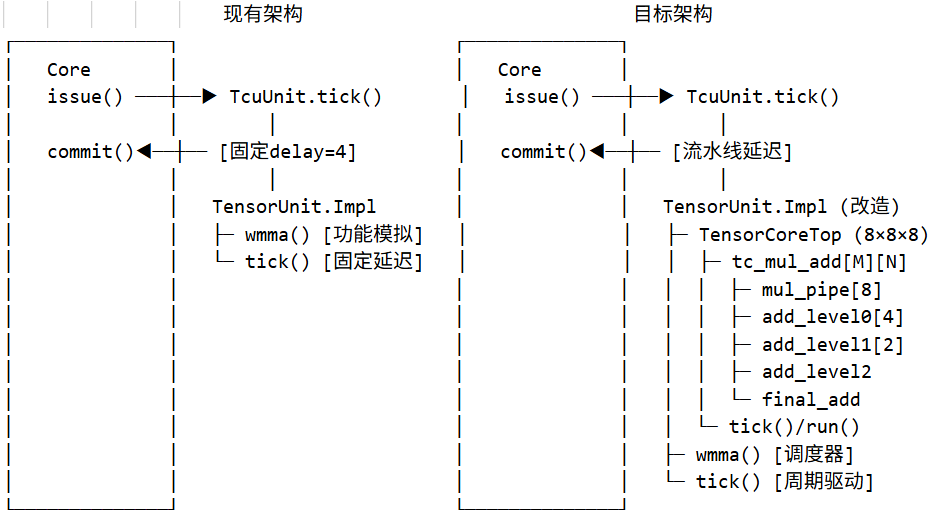 现有架构 目标架构
Core Core
issue() TcuUnit.tick() issue() TcuUnit.tick()
commit() [固定delay=4] commit() [流水线延迟]
TensorUnit.Impl TensorUnit.Impl (改造)
wmma() [功能模拟] TensorCoreTop (8×8×8)
tick() [固定延迟] tc_mul_add[M][N]
mul_pipe[8]
add_level0[4]
add_level1[2]
add_level2
final_add
tick()/run()
wmma() [调度器]
tick() [周期驱动]